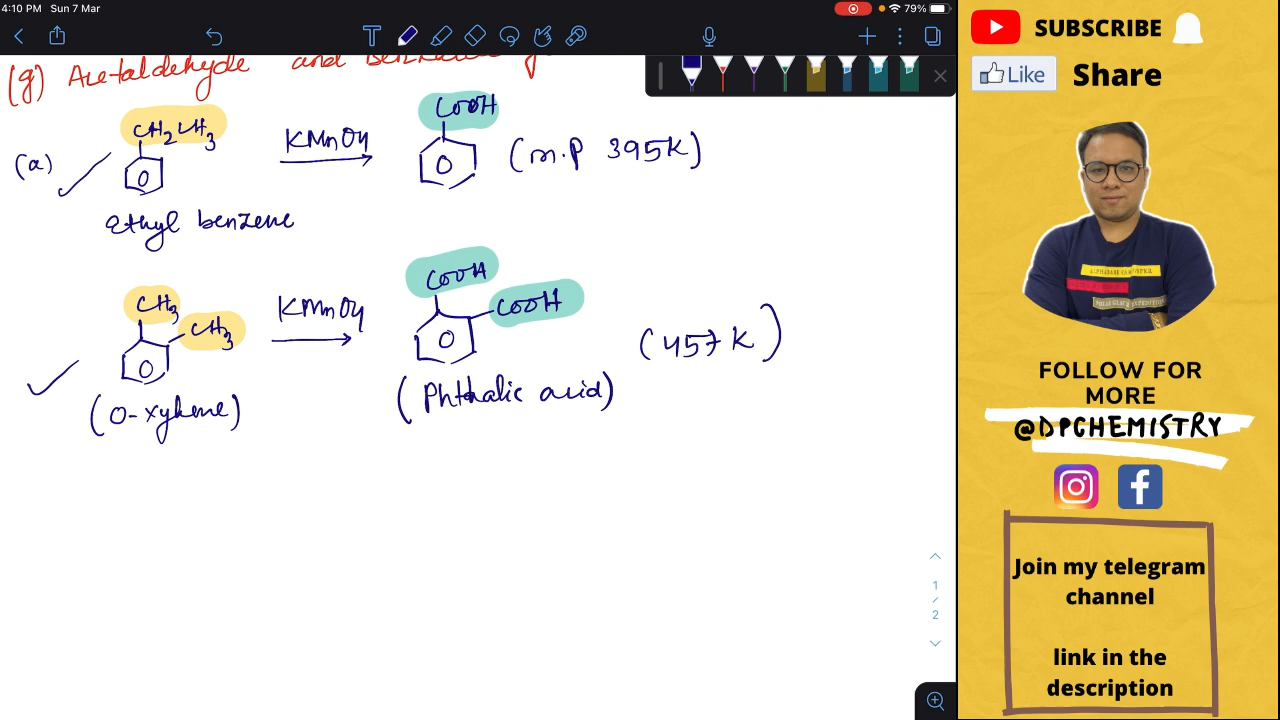 4:10 PM Sun 7 Mar
79%
(g) Acetaldehyde and
(a)
CH2CH3
KMnO4
COOH
(m.p 395K)
Ethyl benzene
CH3
CH3
KMnO4
COOH
COOH
(457K)
(O-xylene)
(Phthalic acid)
1
/
2
SUBSCRIBE
Like
Share
FOLLOW FOR
MORE
@DPCHEMISTRY
Join my telegram
channel
link in the
description